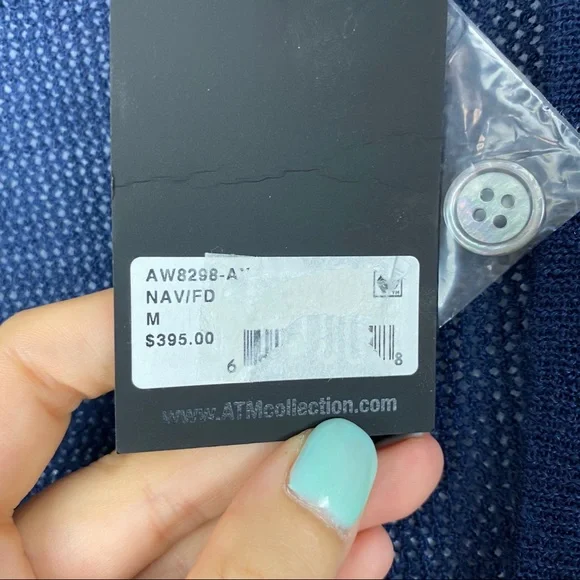 AW8298-A
NAV/FD
M
$395.00
6 8
www.ATMcollection.com